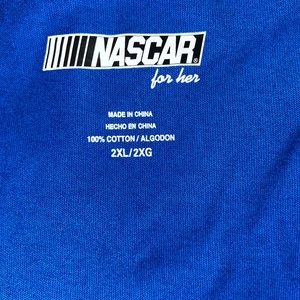 NASCAR
for her
MADE IN CHINA
HECHO EN CHINA
100% COTTON / ALGODON
2XL/2XG